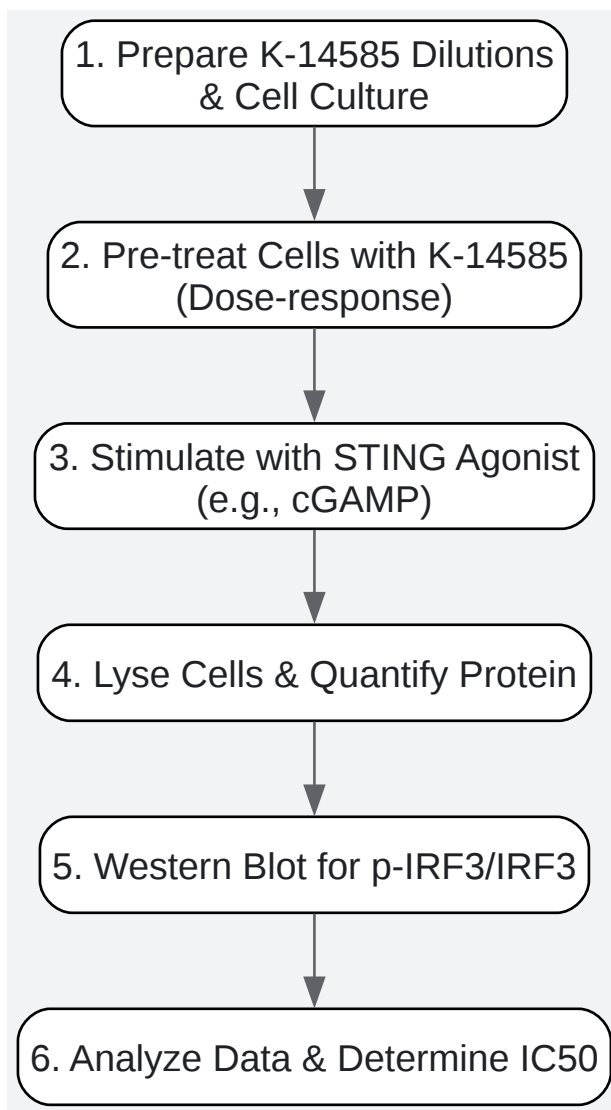 1. Prepare K-14585 Dilutions
& Cell Culture
2. Pre-treat Cells with K-14585
(Dose-response)
3. Stimulate with STING Agonist
(e.g., cGAMP)
4. Lyse Cells & Quantify Protein
5. Western Blot for p-IRF3/IRF3
6. Analyze Data & Determine IC50